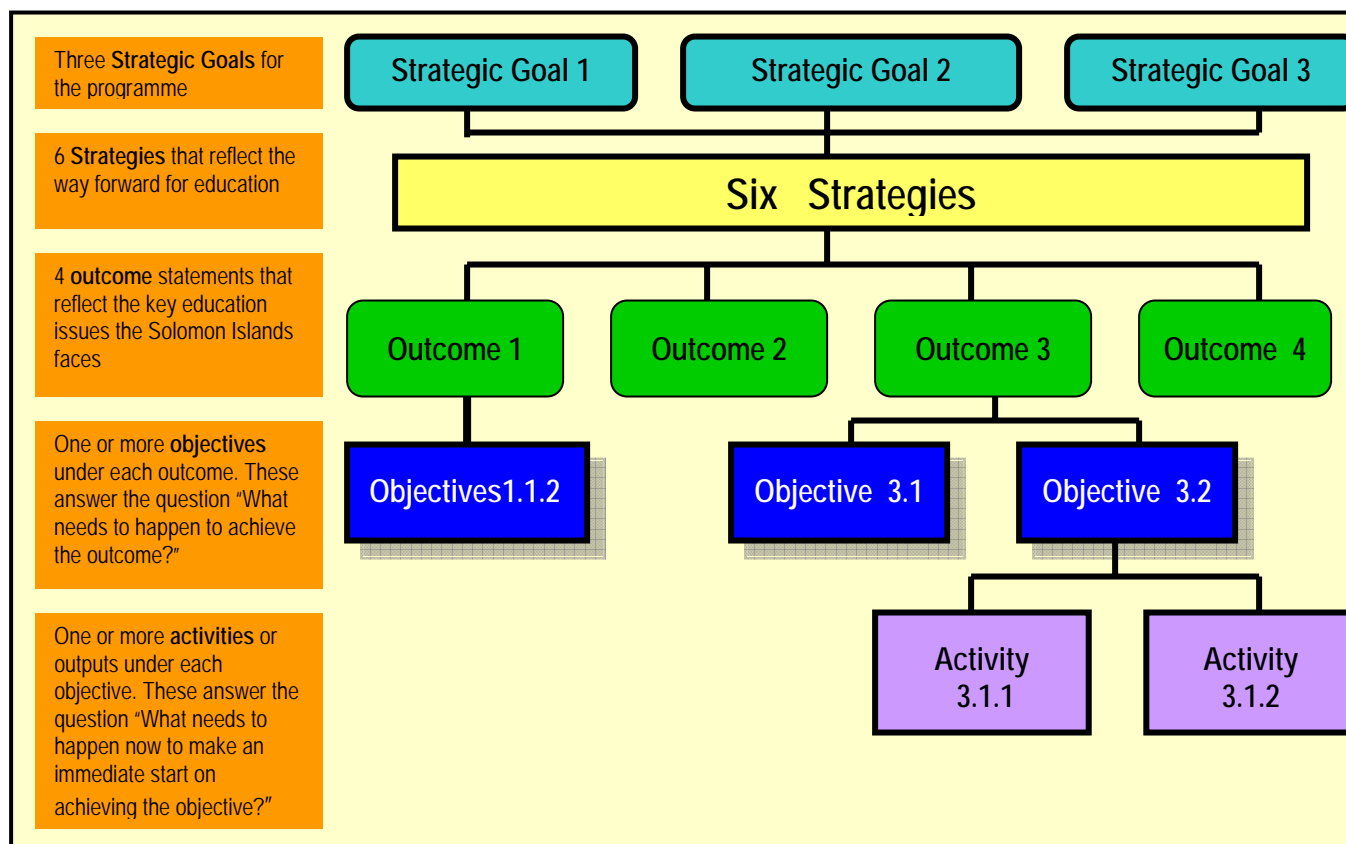 Three Strategic Goals for
the programme
Strategic Goal 1
Strategic Goal 2
Strategic Goal 3
6 Strategies that reflect the
way forward for education
Six Strategies
4 outcome statements that
reflect the key education
issues the Solomon Islands
faces
Outcome 1
Outcome 2
Outcome 3
Outcome 4
One or more objectives
under each outcome. These
answer the question "What
needs to happen to achieve
the outcome?"
Objectives1.1.2
Objective 3.1
Objective 3.2
One or more activities or
outputs under each
objective. These answer the
question "What needs to
happen now to make an
immediate start on
achieving the objective?"
Activity
3.1.1
Activity
3.1.2